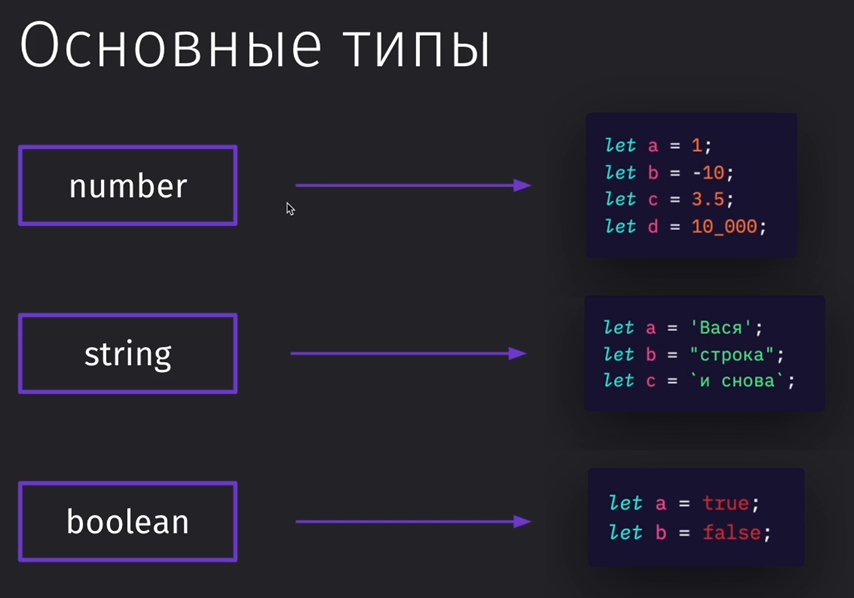 Основные типы
number
let a = 1;
let b = -10;
let c = 3.5;
let d = 10_000;
string
let a = 'Вася';
let b = "строка";
let c = `и снова`;
boolean
let a = true;
let b = false;